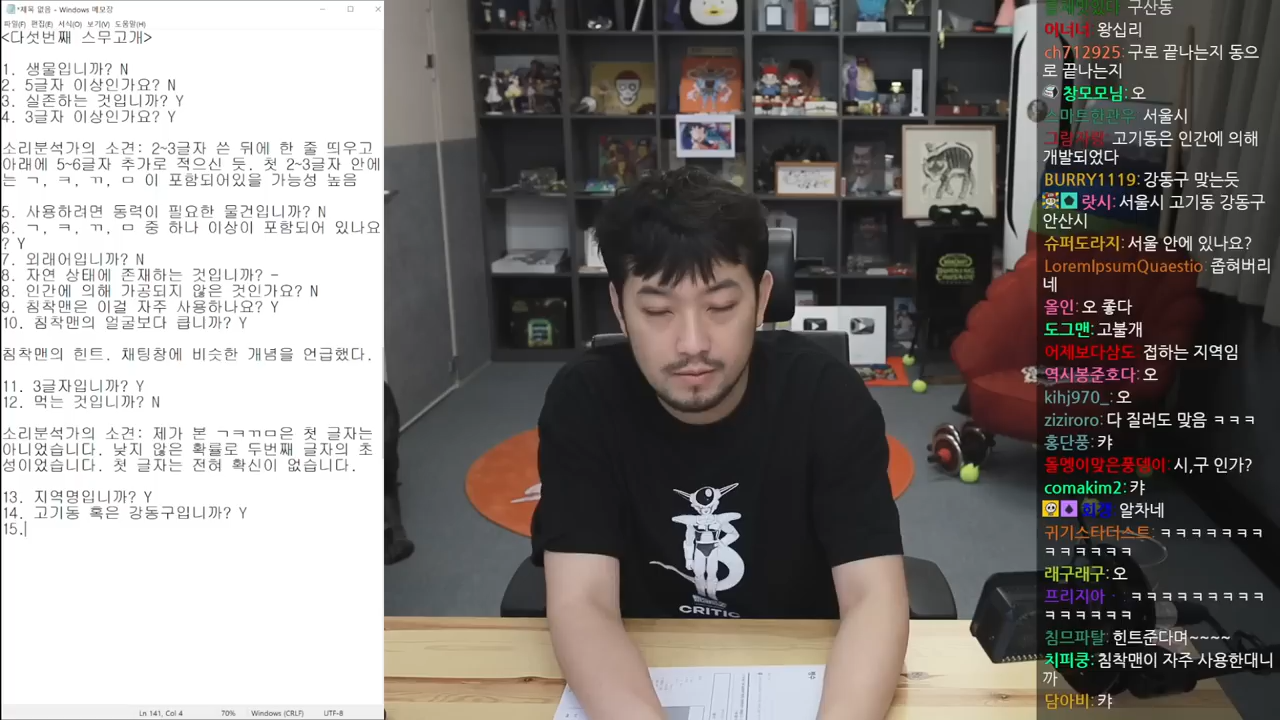 *제목 없음 - Windows 메모장
파일(F) 편집(E) 서식(O) 보기(V) 도움말(H)
<다섯번째 스무고개>
1. 생물입니까? N
2. 5글자 이상인가요? N
3. 실존하는 것입니까? Y
4. 3글자 이상인가요? Y
소리분석가의 소견: 2~3글자 쓴 뒤에 한 줄 띄우고
아래에 5~6글자 추가로 적으신 듯. 첫 2~3글자 안에
는 ㄱ, ㅋ, ㄲ, ㅁ 이 포함되어있을 가능성 높음
5. 사용하려면 동력이 필요한 물건입니까? N
6. ㄱ, ㅋ, ㄲ, ㅁ 중 하나 이상이 포함되어 있나요
? Y
7. 외래어입니까? N
8. 자연 상태에 존재하는 것입니까? -
8. 인간에 의해 가공되지 않은 것인가요? N
9. 침착맨은 이걸 자주 사용하나요? Y
10. 침착맨의 얼굴보다 큽니까? Y
침착맨의 힌트. 채팅창에 비슷한 개념을 언급했다.
11. 3글자입니까? Y
12. 먹는 것입니까? N
소리분석가의 소견: 제가 본 ㄱㅋㄲㅁ은 첫 글자는
아니었습니다. 낮지 않은 확률로 두번째 글자의 초
성이었습니다. 첫 글자는 전혀 확신이 없습니다.
13. 지역명입니까? Y
14. 고기동 혹은 강동구입니까? Y
15.
Ln 141, Col 4
70%
Windows (CRLF)
UTF-8
CRITIC
구산동
이너너: 왕십리
ch712925: 구로 끝나는지 동으
로 끝나는지
창모모님: 오
스마트한관우: 서울시
고기동은 인간에 의해
개발되었다
BURRY1119: 강동구 맞는듯
랏시: 서울시 고기동 강동구
안산시
슈퍼도라지: 서울 안에 있나요?
LoremIpsumQuaestio: 좁혀버리
네
올인: 오 좋다
도그맨: 고불개
어제보다삼도: 접하는 지역임
역시봉준호다: 오
kihj970_: 오
ziziroro: 다 질러도 맞음 ㅋㅋㅋ
홍단풍: 캬
돌멩이맞은풍뎅이: 시,구 인가?
comakim2: 캬
알차네
귀기스타더스트: ㅋㅋㅋㅋㅋㅋㅋ
ㅋㅋㅋㅋㅋㅋ
래구래구: 오
프리지아: ㅋㅋㅋㅋㅋㅋㅋㅋㅋ
ㅋㅋㅋㅋㅋㅋ
침므파탈: 힌트준다며~~~~
치피쿵: 침착맨이 자주 사용한대니
까
담아비: 캬